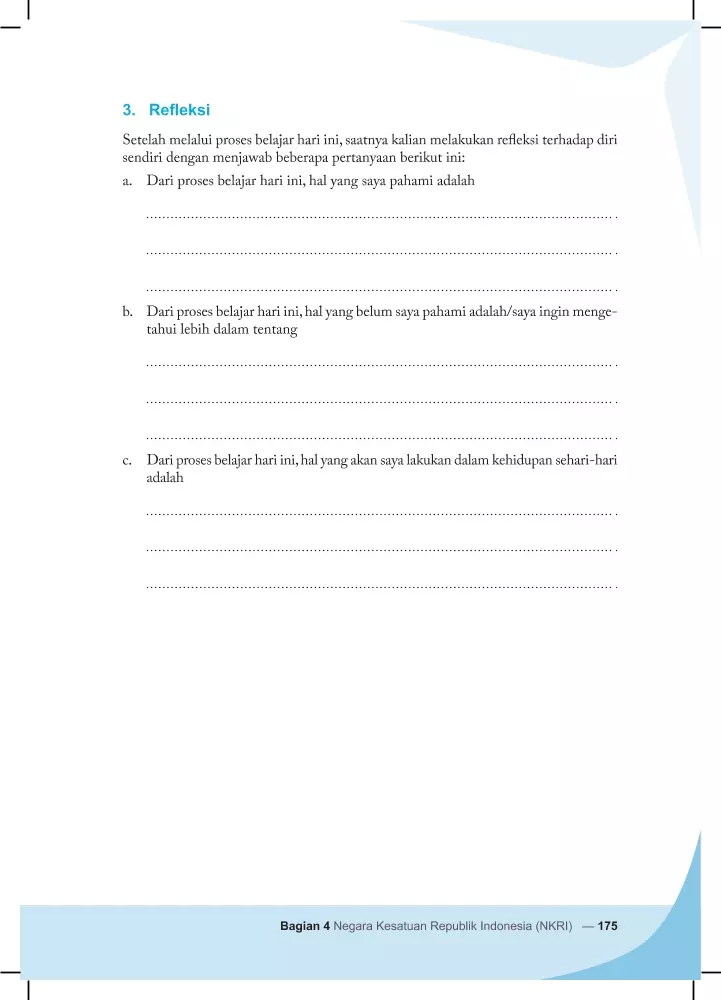 3. Refleksi
Setelah melalui proses belajar hari ini, saatnya kalian melakukan refleksi terhadap diri
sendiri dengan menjawab beberapa pertanyaan berikut ini:
a. Dari proses belajar hari ini, hal yang saya pahami adalah
.................................................................................................................. .
.................................................................................................................. .
.................................................................................................................. .
b. Dari proses belajar hari ini, hal yang belum saya pahami adalah/saya ingin menge-
tahui lebih dalam tentang
.................................................................................................................. .
.................................................................................................................. .
.................................................................................................................. .
c. Dari proses belajar hari ini, hal yang akan saya lakukan dalam kehidupan sehari-hari
adalah
.................................................................................................................. .
.................................................................................................................. .
.................................................................................................................. .
Bagian 4 Negara Kesatuan Republik Indonesia (NKRI) — 175